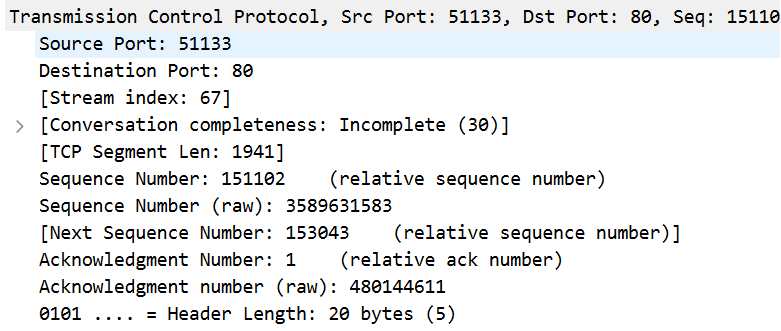 Transmission Control Protocol, Src Port: 51133, Dst Port: 80, Seq: 15110
Source Port: 51133
Destination Port: 80
[Stream index: 67]
[Conversation completeness: Incomplete (30)]
[TCP Segment Len: 1941]
Sequence Number: 151102    (relative sequence number)
Sequence Number (raw): 3589631583
[Next Sequence Number: 153043    (relative sequence number)]
Acknowledgment Number: 1    (relative ack number)
Acknowledgment number (raw): 480144611
0101 .... = Header Length: 20 bytes (5)